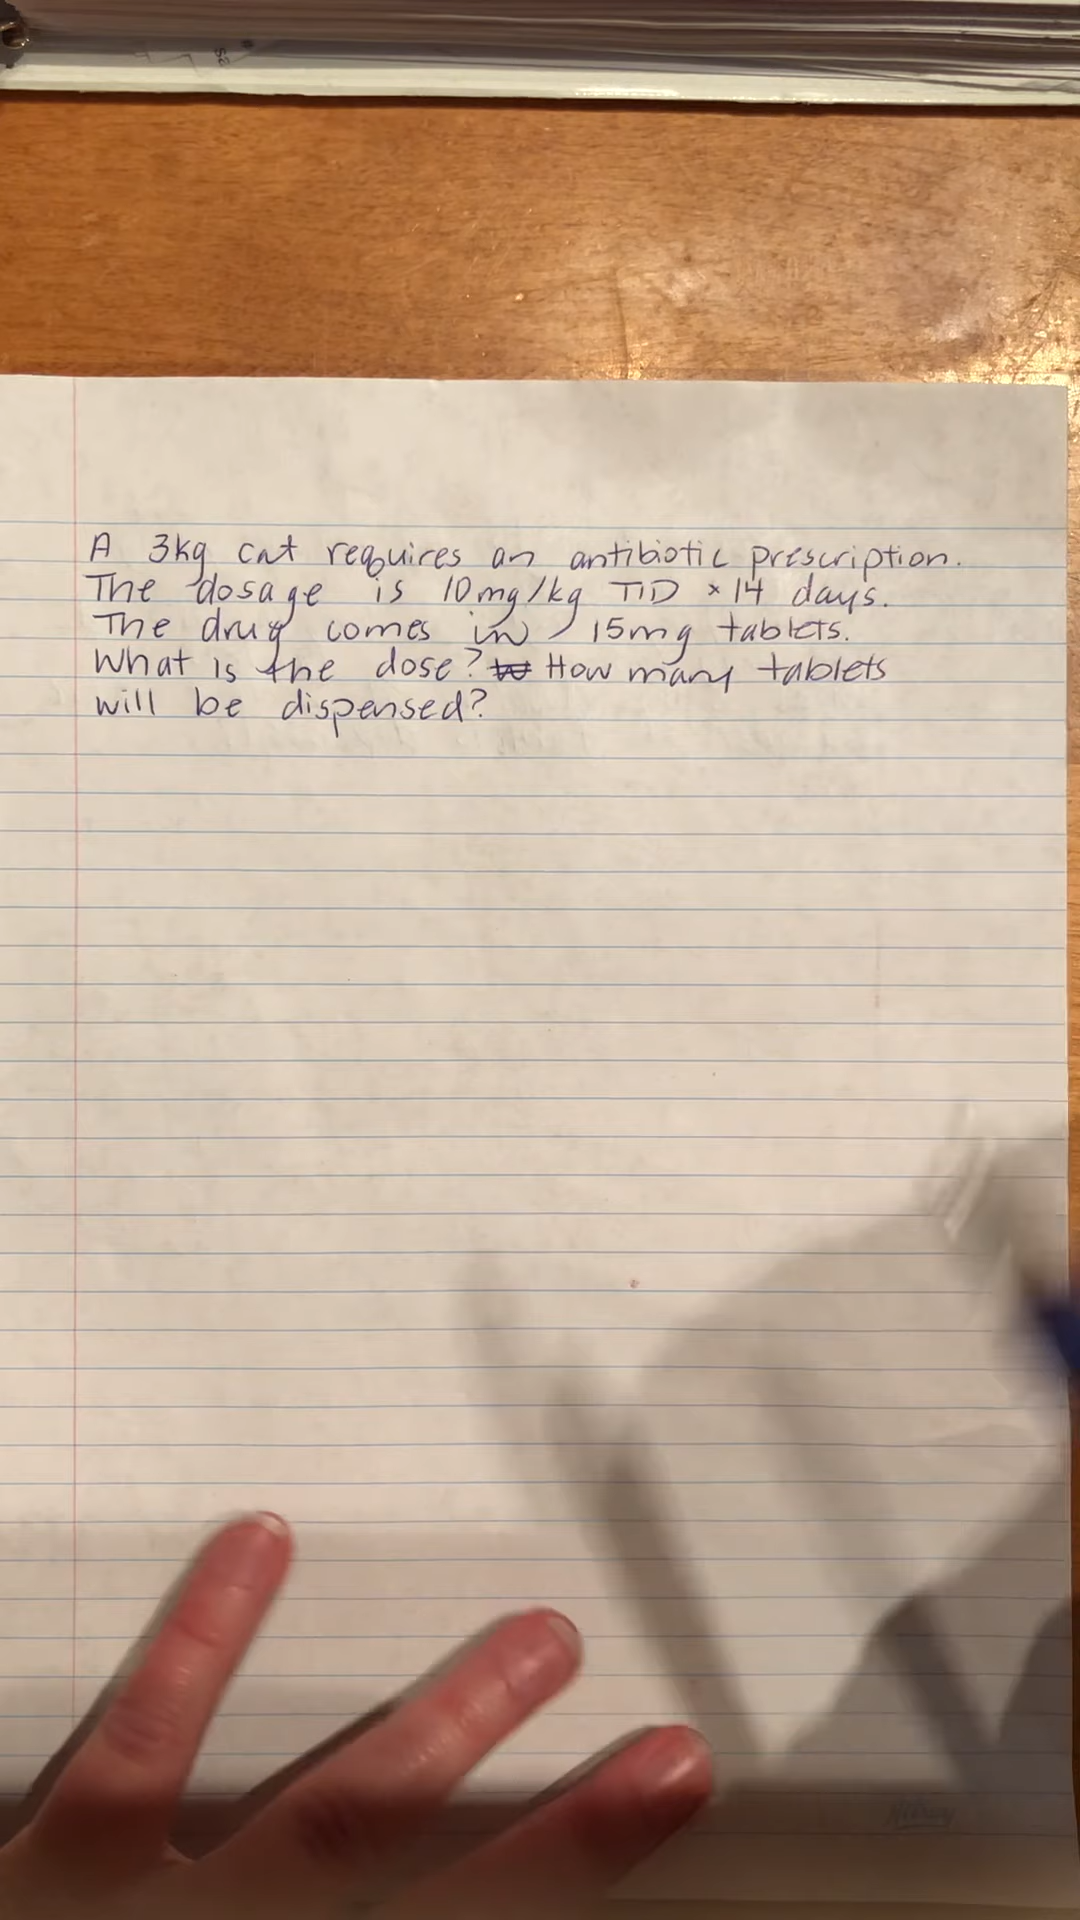 A 3kg cat requires an antibiotic prescription.
The dosage is 10mg/kg TID × 14 days.
The drug comes in 15mg tablets.
What is the dose? How many tablets
will be dispensed?